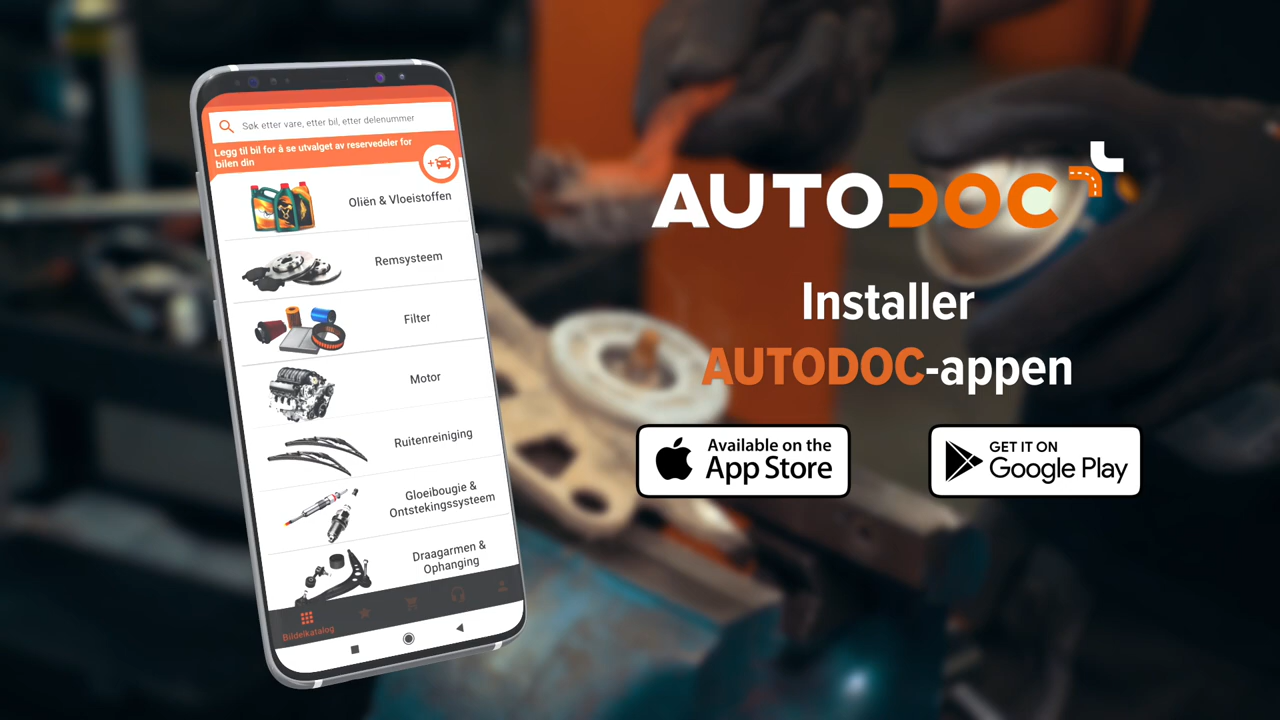 Søk etter vare, etter bil, etter delenummer
Legg til bil for å se utvalget av reservedeler for
bilen din
Oliën & Vloeistoffen
Remsysteem
Filter
Motor
Ruitenreiniging
Gloeibougie &
Ontstekingssysteem
Draagarmen &
Ophanging
Bildelkatalog
AUTODOC
Installer
AUTODOC-appen
Available on the
App Store
GET IT ON
Google Play